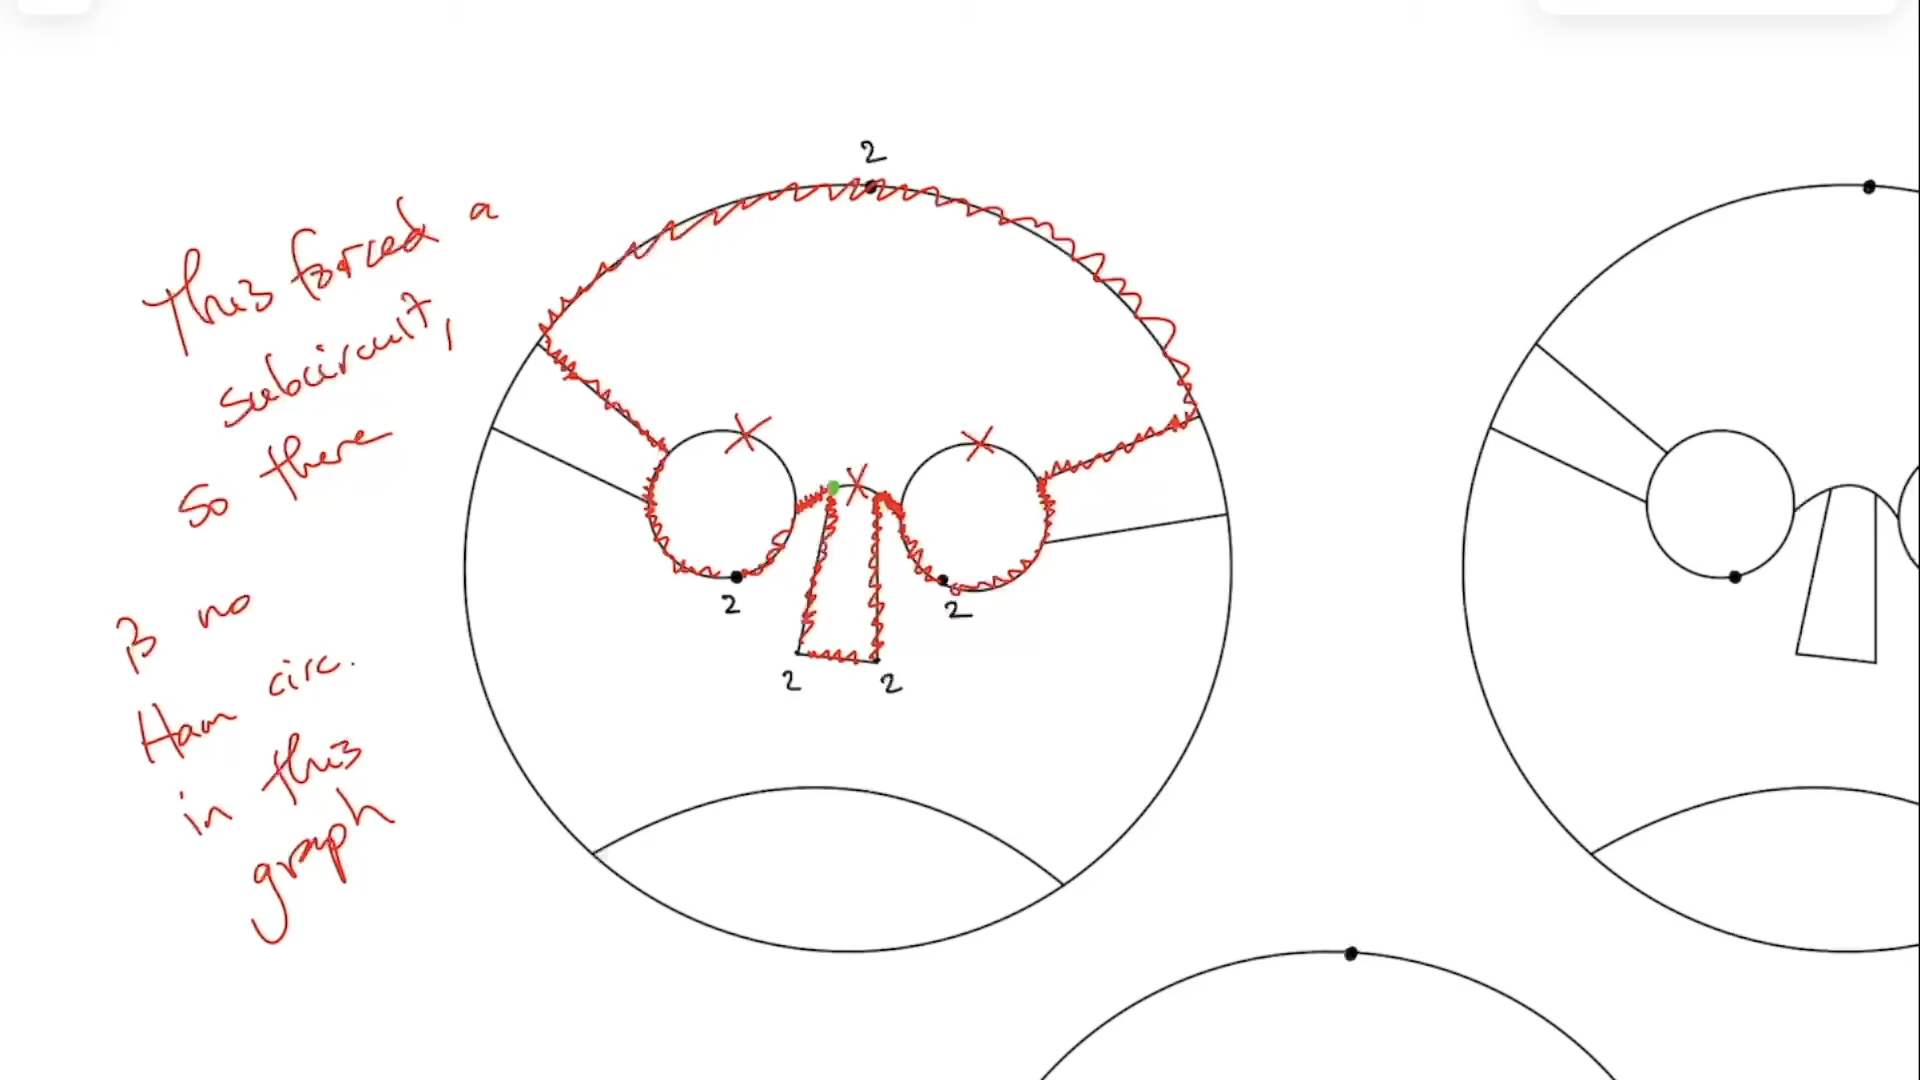 This forced a
subcircuit,
so there
is no
Ham circ.
in this
graph
2
2
2
2
2